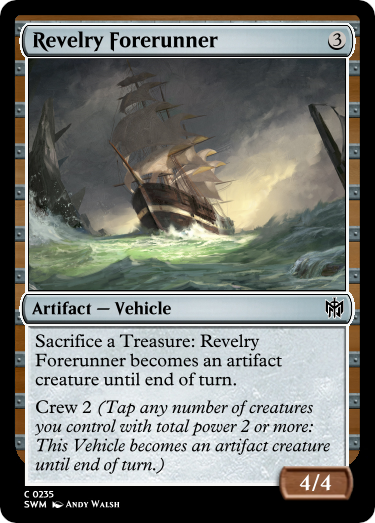 Revelry Forerunner 3
Artifact — Vehicle
Sacrifice a Treasure: Revelry
Forerunner becomes an artifact
creature until end of turn.
Crew 2 (Tap any number of creatures
you control with total power 2 or more:
This Vehicle becomes an artifact creature
until end of turn.)
4/4
C 0235
SWM Andy Walsh